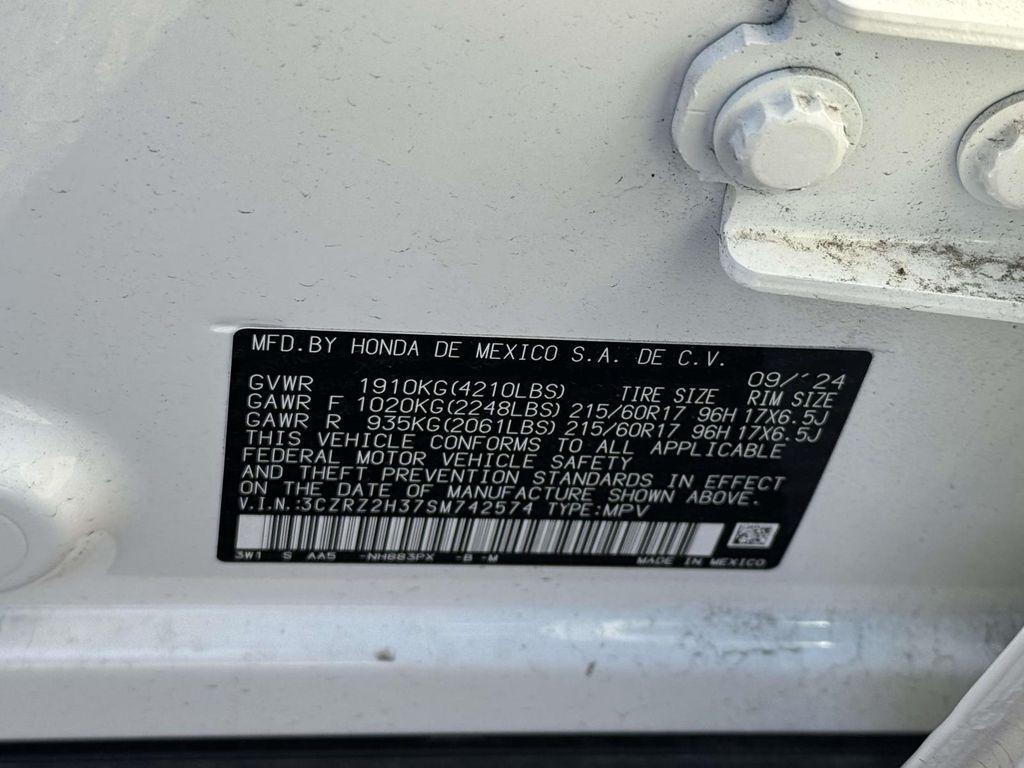 MFD.BY HONDA DE MEXICO S.A. DE C.V.
09/'24
GVWR 1910KG(4210LBS) TIRE SIZE RIM SIZE
GAWR F 1020KG(2248LBS) 215/60R17 96H 17X6.5J
GAWR R 935KG(2061LBS) 215/60R17 96H 17X6.5J
THIS VEHICLE CONFORMS TO ALL APPLICABLE
FEDERAL MOTOR VEHICLE SAFETY
AND THEFT PREVENTION STANDARDS IN EFFECT
ON THE DATE OF MANUFACTURE SHOWN ABOVE.
V.I.N.:3CZRZ2H37SM742574 TYPE:MPV
3W1 S AA5 -NH883PX -B -M MADE IN MEXICO